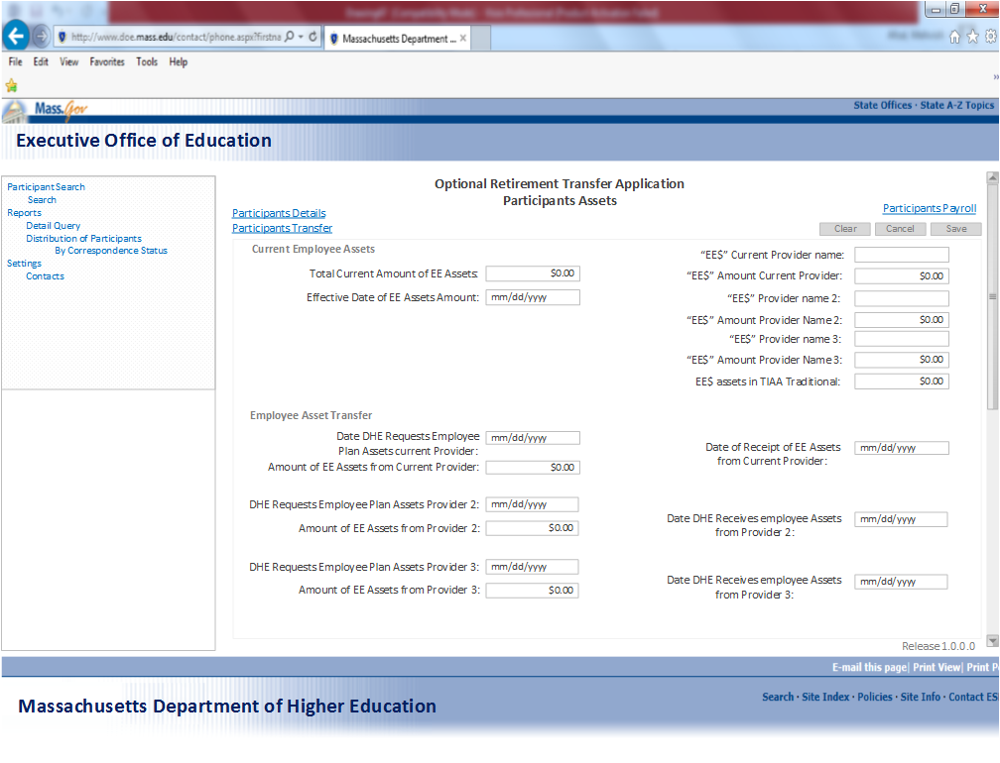 http://www.doe.mass.edu/contact/phone.aspx?firstna
Massachusetts Department ...
File Edit View Favorites Tools Help
Mass.Gov
State Offices · State A-Z Topics
Executive Office of Education
Participant Search
Search
Reports
Detail Query
Distribution of Participants
By Correspondence Status
Settings
Contacts
Optional Retirement Transfer Application
Participants Assets
Participants Details
Participants Transfer
Participants Payroll
Clear Cancel Save
Current Employee Assets
Total Current Amount of EE Assets: $0.00
Effective Date of EE Assets Amount: mm/dd/yyyy
“EE$” Current Provider name:
“EE$” Amount Current Provider: $0.00
“EE$” Provider name 2:
“EE$” Amount Provider Name 2: $0.00
“EE$” Provider name 3:
“EE$” Amount Provider Name 3: $0.00
EE$ assets in TIAA Traditional: $0.00
Employee Asset Transfer
Date DHE Requests Employee
Plan Assets current Provider: mm/dd/yyyy
Amount of EE Assets from Current Provider: $0.00
Date of Receipt of EE Assets
from Current Provider: mm/dd/yyyy
DHE Requests Employee Plan Assets Provider 2: mm/dd/yyyy
Amount of EE Assets from Provider 2: $0.00
Date DHE Receives employee Assets
from Provider 2: mm/dd/yyyy
DHE Requests Employee Plan Assets Provider 3: mm/dd/yyyy
Amount of EE Assets from Provider 3: $0.00
Date DHE Receives employee Assets
from Provider 3: mm/dd/yyyy
Release 1.0.0.0
E-mail this page| Print View| Print P
Massachusetts Department of Higher Education
Search · Site Index · Policies · Site Info · Contact ES